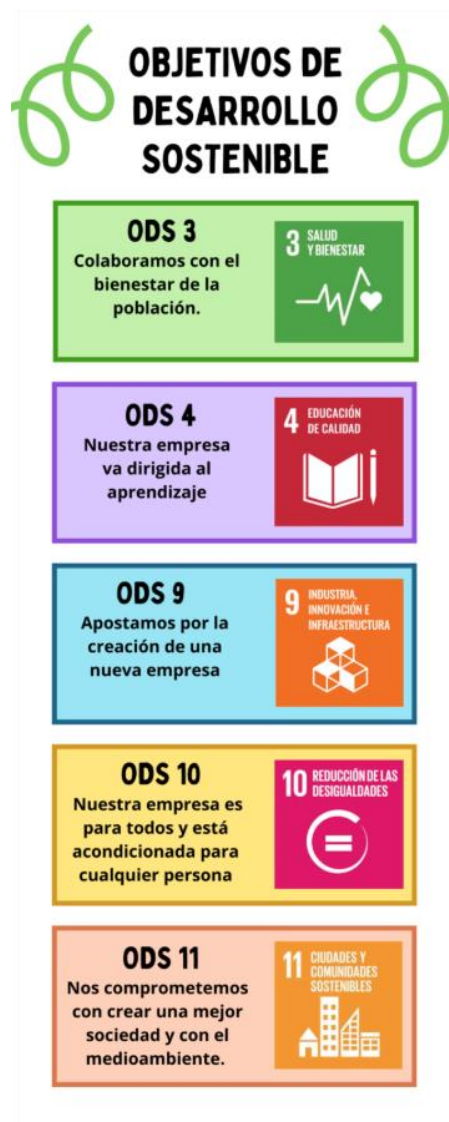 OBJETIVOS DE
DESARROLLO
SOSTENIBLE
ODS 3
Colaboramos con el
bienestar de la
población.
3 SALUD
Y BIENESTAR
ODS 4
Nuestra empresa
va dirigida al
aprendizaje
4 EDUCACIÓN
DE CALIDAD
ODS 9
Apostamos por la
creación de una
nueva empresa
9 INDUSTRIA,
INNOVACIÓN E
INFRAESTRUCTURA
ODS 10
Nuestra empresa es
para todos y está
acondicionada para
cualquier persona
10 REDUCCIÓN DE LAS
DESIGUALDADES
ODS 11
Nos comprometemos
con crear una mejor
sociedad y con el
medioambiente.
11 CIUDADES Y
COMUNIDADES
SOSTENIBLES